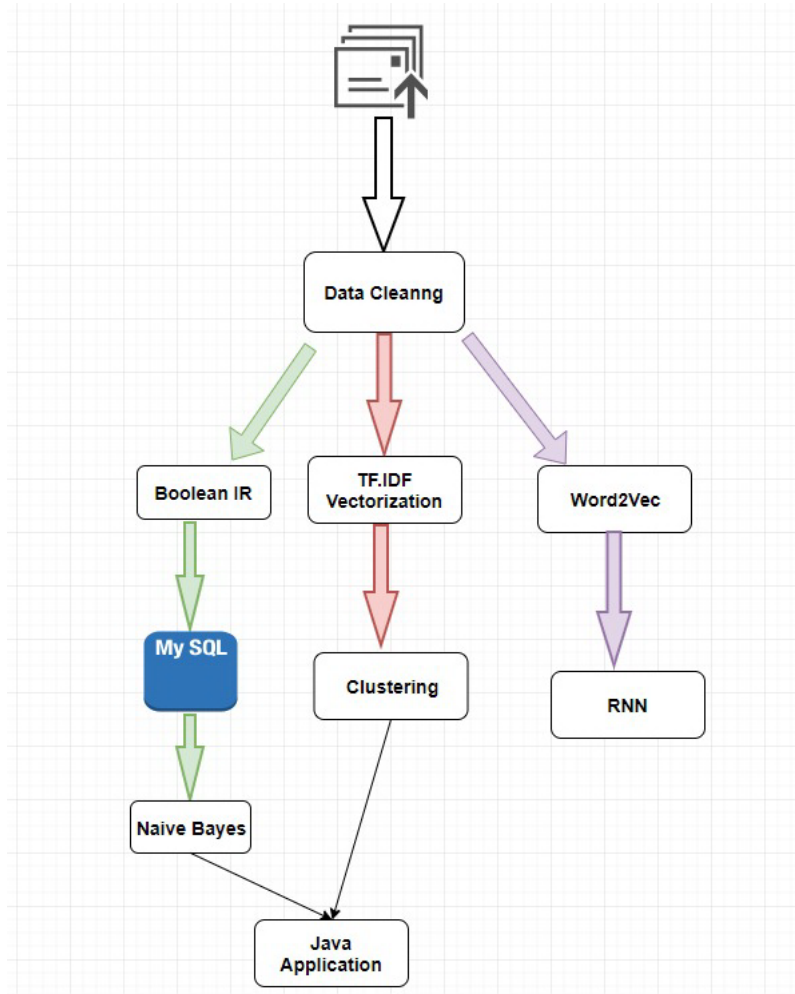 Data Cleanng
Boolean IR
TF.IDF
Vectorization
Word2Vec
My SQL
Clustering
RNN
Naive Bayes
Java
Application